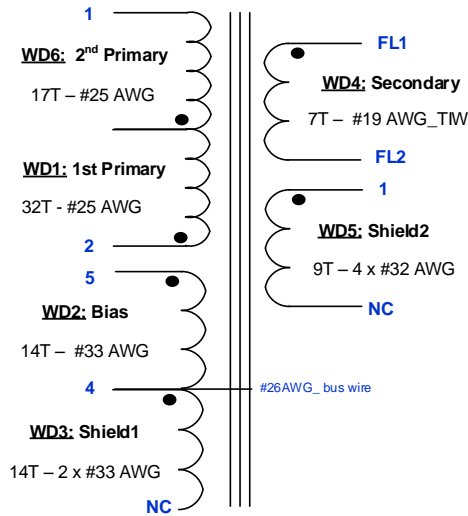 1
WD6: 2nd Primary
17T – #25 AWG
WD1: 1st Primary
32T - #25 AWG
2
5
WD2: Bias
14T – #33 AWG
4
#26AWG_ bus wire
WD3: Shield1
14T – 2 x #33 AWG
NC
FL1
WD4: Secondary
7T – #19 AWG_TIW
FL2
1
WD5: Shield2
9T – 4 x #32 AWG
NC